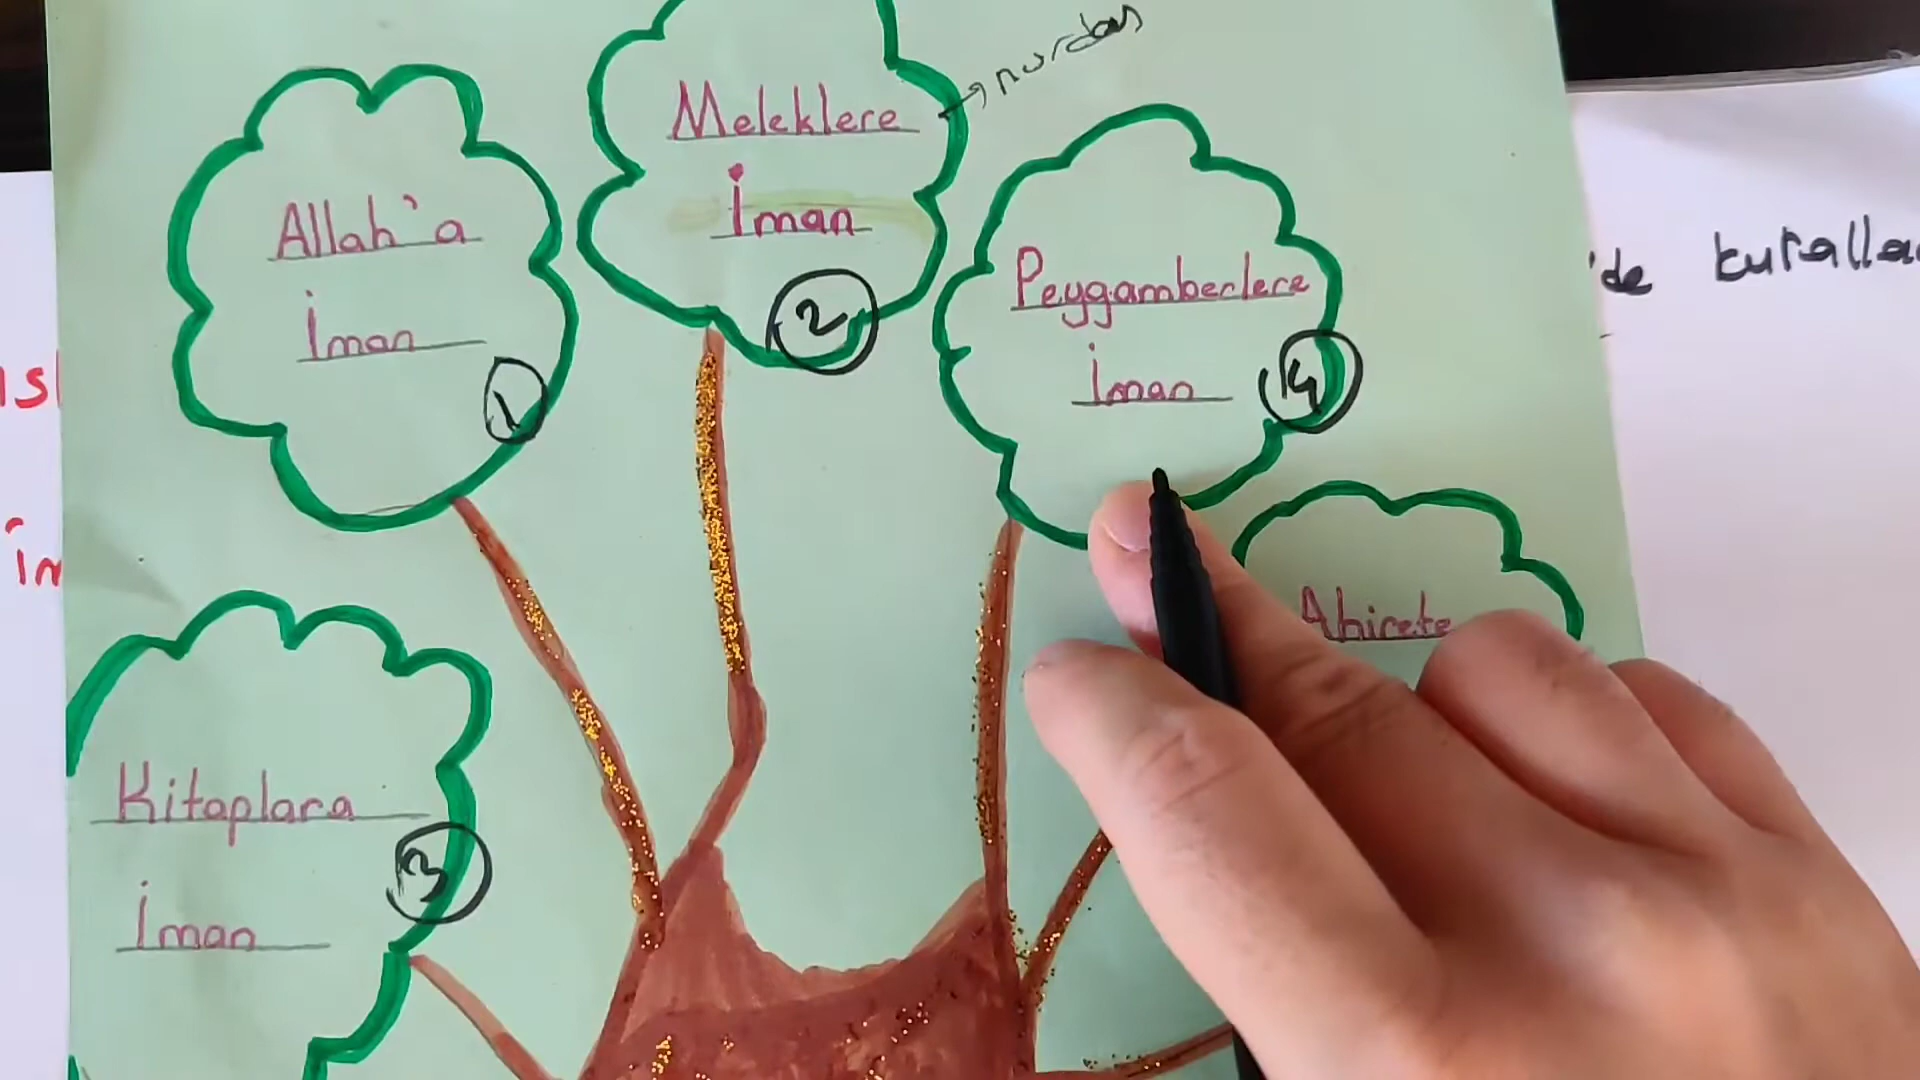 nurdan
Meleklere
İman
2
Allah'a
İman
1
Peygamberlere
İman
4
'de kurallar
Ahirete
Kitaplara
İman
3